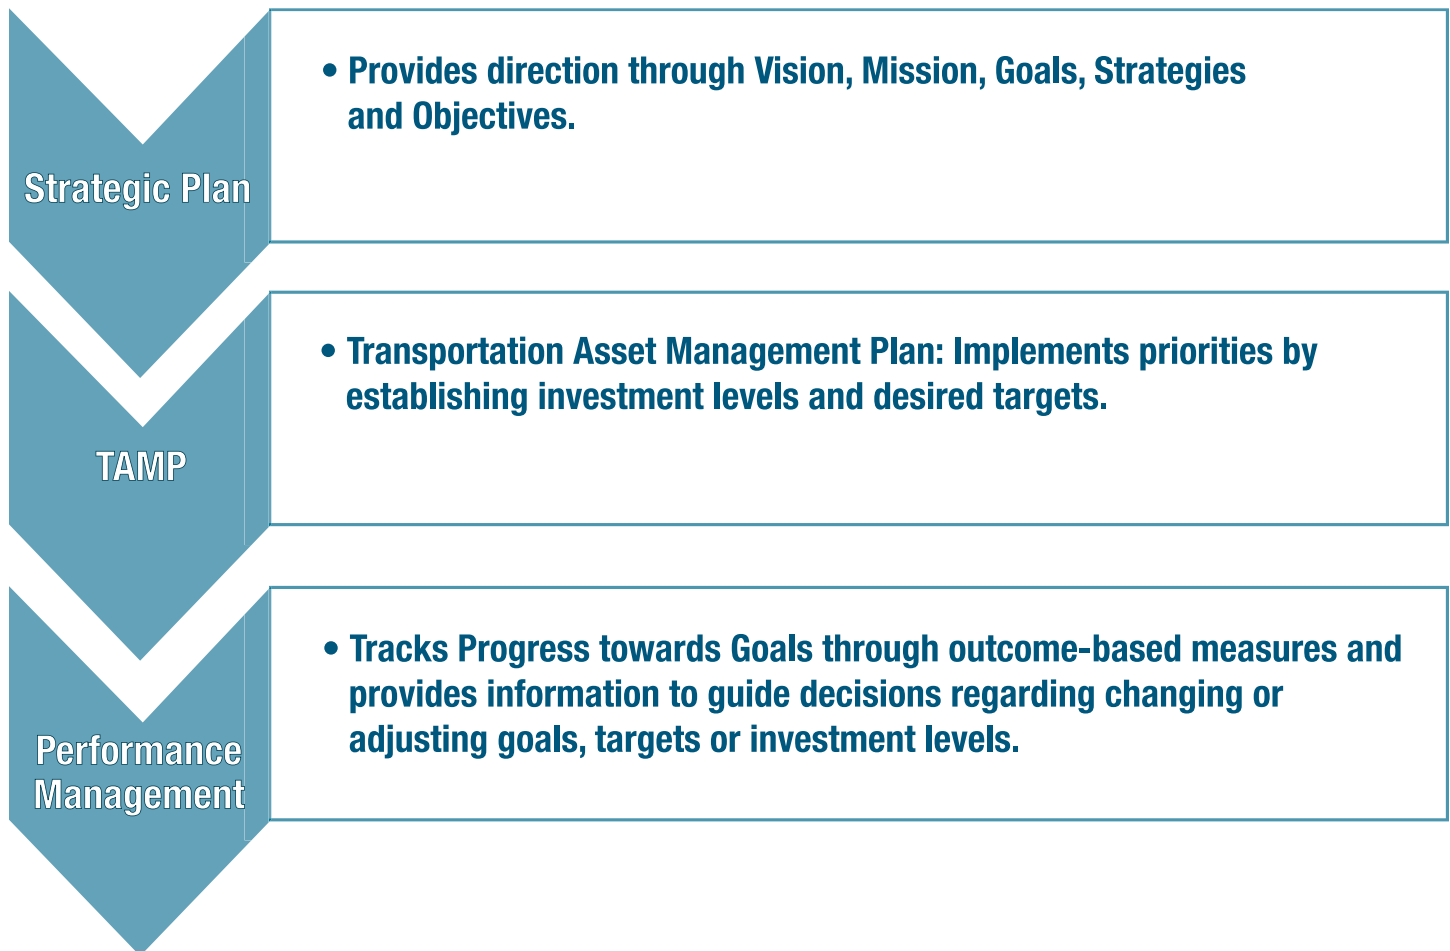 Strategic Plan
• Provides direction through Vision, Mission, Goals, Strategies
and Objectives.
TAMP
• Transportation Asset Management Plan: Implements priorities by
establishing investment levels and desired targets.
Performance
Management
• Tracks Progress towards Goals through outcome-based measures and
provides information to guide decisions regarding changing or
adjusting goals, targets or investment levels.